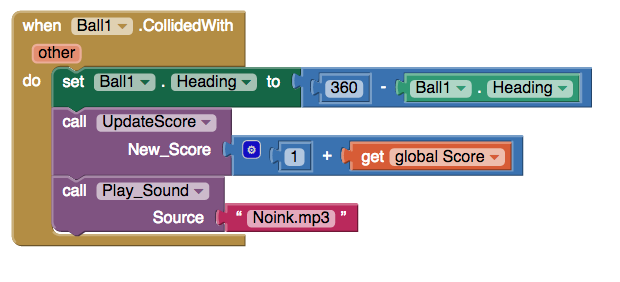 when Ball1 .CollidedWith
other
do set Ball1 . Heading to 360 - Ball1 . Heading
call UpdateScore
New_Score 1 + get global Score
call Play_Sound
Source " Noink.mp3 "